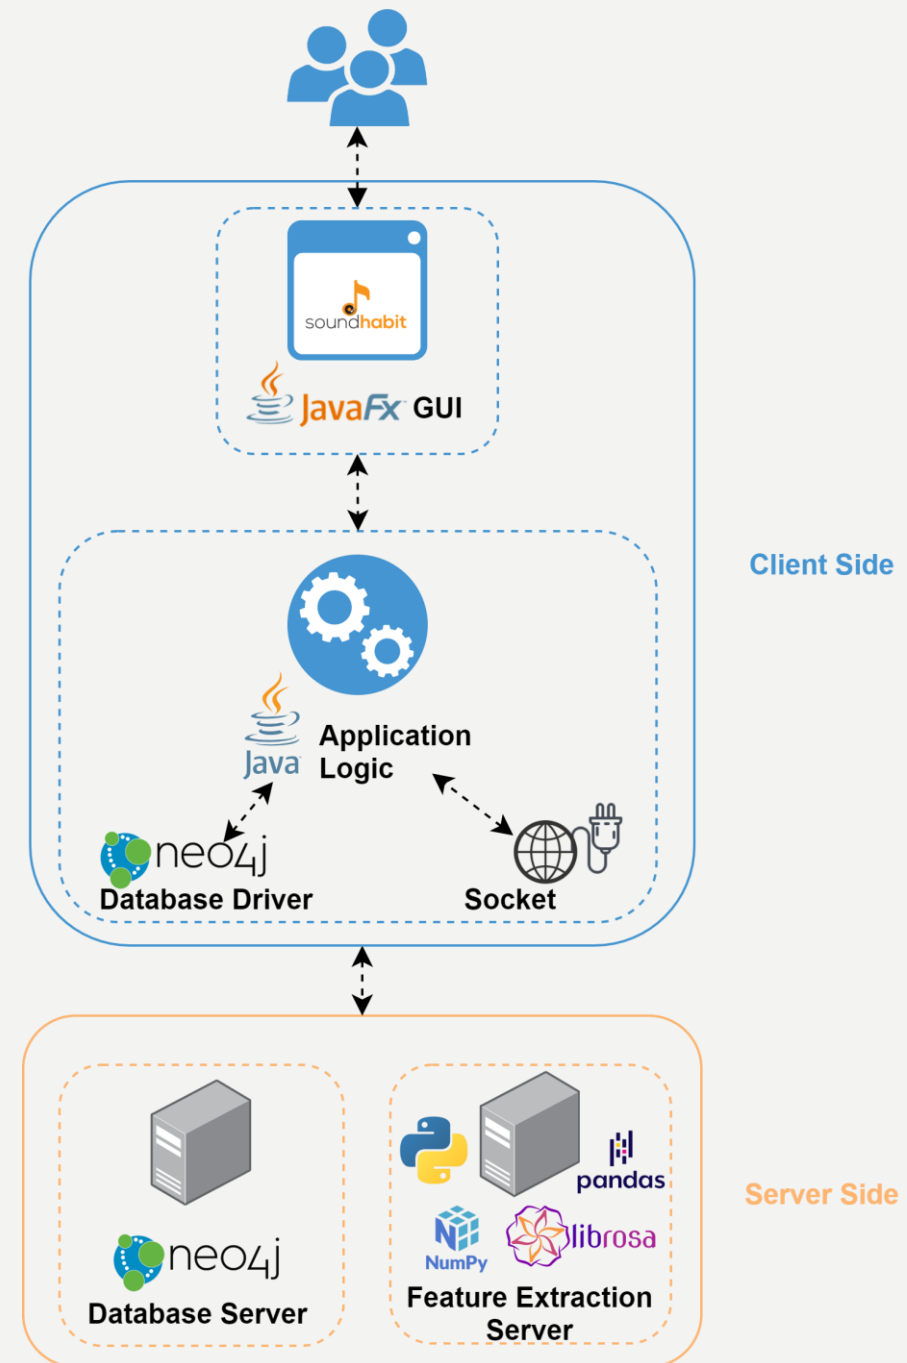 soundhabit
JavaFx GUI
Client Side
Application
Logic
Java
neo4j
Database Driver
Socket
pandas
Server Side
neo4j
NumPy
librosa
Database Server
Feature Extraction
Server